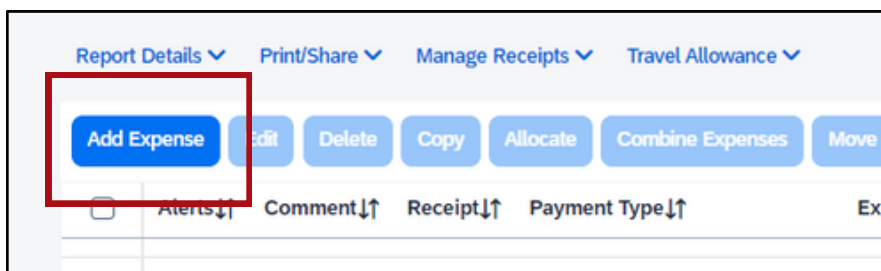 Report Details Print/Share Manage Receipts Travel Allowance
Add Expense Edit Delete Copy Allocate Combine Expenses Move
Alerts↓↑ Comment↓↑ Receipt↓↑ Payment Type↓↑ Ex